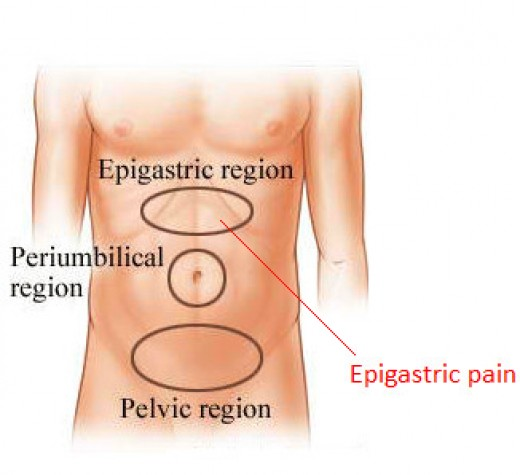 Epigastric region
Periumbilical
region
Epigastric pain
Pelvic region